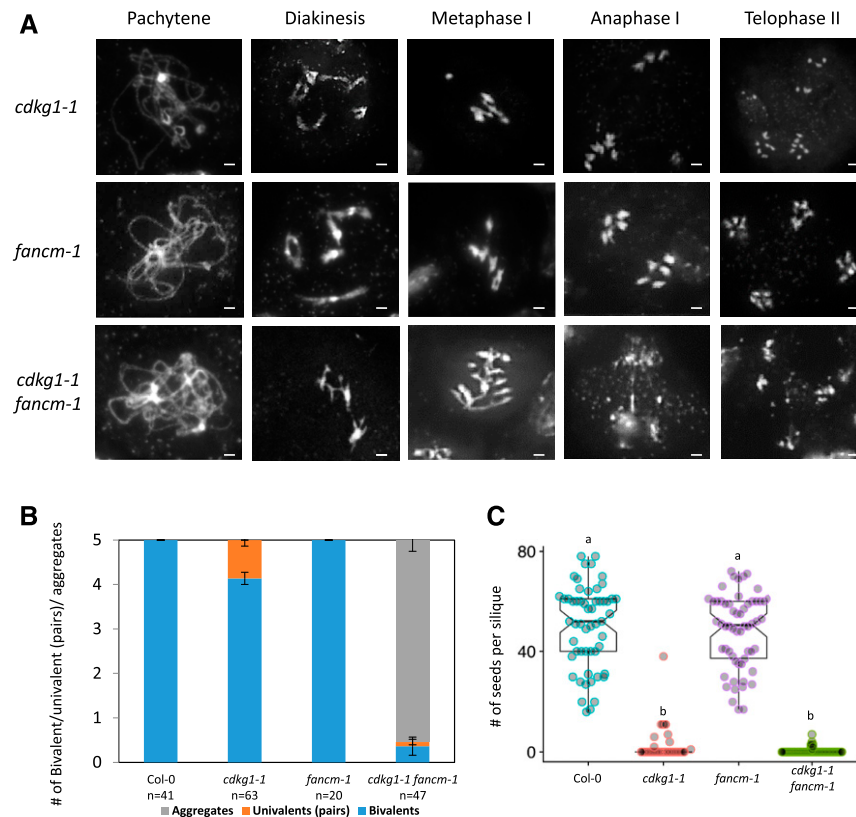 A
Pachytene Diakinesis Metaphase I Anaphase I Telophase II
cdkg1-1
fancm-1
cdkg1-1
fancm-1
B
# of Bivalent/univalent (pairs)/ aggregates
5
4
3
2
1
0
Col-0 cdkg1-1 fancm-1 cdkg1-1 fancm-1
n=41 n=63 n=20 n=47
Aggregates Univalents (pairs) Bivalents
C
# of seeds per silique
80
40
0
a
b
a
b
Col-0 cdkg1-1 fancm-1 cdkg1-1
fancm-1